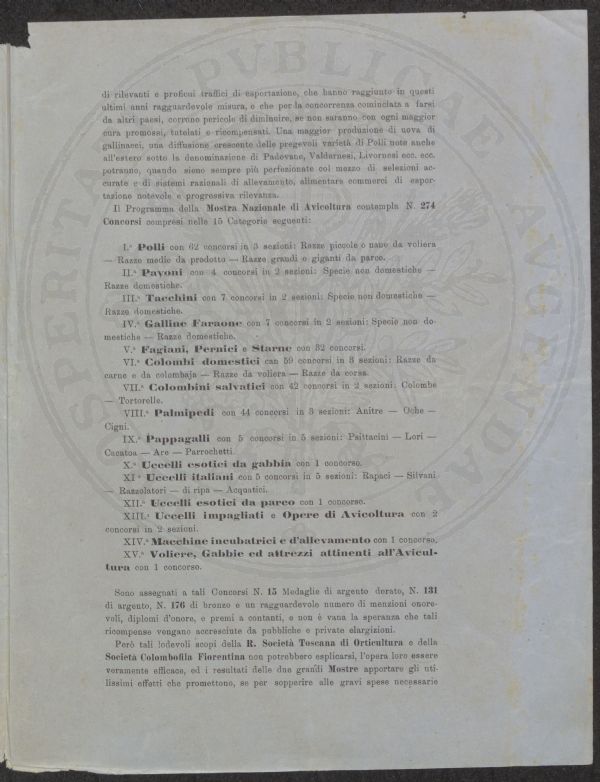 di rilevanti e proficui traffici di esportazione, che hanno raggiunto in questi
ultimi anni ragguardevole misura, e che per la concorrenza cominciata a farsi
da altri paesi, corrono pericolo di diminuire, se non saranno con ogni maggior
cura promossi, tutelati e ricompensati. Una maggior produzione di uova di
gallinacei, una diffusione crescente delle pregevoli varietà di Polli note anche
all'estero sotto la denominazione di Padovane, Valdarnesi, Livornesi ecc. ecc.
potranno, quando sieno sempre più perfezionate col mezzo di selezioni ac-
curate e di sistemi razionali di allevamento, alimentare commerci di espor-
tazione notevole e progressiva rilevanza.
Il Programma della Mostra Nazionale di Avicoltura contempla N. 274
Concorsi compresi nelle 15 Categorie seguenti:
I.ª Polli con 62 concorsi in 3 sezioni: Razze piccole o nane da voliera
— Razze medie da prodotto — Razze grandi o giganti da parco.
II.ª Pavoni con 4 concorsi in 2 sezioni: Specie non domestiche —
Razze domestiche.
III.ª Tacchini con 7 concorsi in 2 sezioni: Specie non domestiche —
Razze domestiche.
IV.ª Galline Faraone con 7 concorsi in 2 sezioni: Specie non do-
mestiche — Razze domestiche.
V.ª Fagiani, Pernici e Starne con 32 concorsi.
VI.ª Colombi domestici con 59 concorsi in 3 sezioni: Razze da
carne e da colombaja — Razze da voliera — Razze da corsa.
VII.ª Colombini salvatici con 42 concorsi in 2 sezioni: Colombe
— Tortorelle.
VIII.ª Palmipedi con 44 concorsi in 3 sezioni: Anitre — Oche —
Cigni.
IX.ª Pappagalli con 5 concorsi in 5 sezioni: Psittacini — Lori —
Cacatoa — Are — Parrochetti.
X.ª Uccelli esotici da gabbia con 1 concorso.
XI ª Uccelli italiani con 5 concorsi in 5 sezioni: Rapaci — Silvani
— Razzolatori — di ripa — Acquatici.
XII.ª Uccelli esotici da parco con 1 concorso.
XIII.ª Uccelli impagliati e Opere di Avicoltura con 2
concorsi in 2 sezioni.
XIV.ª Macchine incubatrici e d'allevamento con 1 concorso.
XV.ª Voliere, Gabbie ed attrezzi attinenti all'Avicul-
tura con 1 concorso.
Sono assegnati a tali Concorsi N. 15 Medaglie di argento dorato, N. 131
di argento, N. 176 di bronzo e un ragguardevole numero di menzioni onore-
voli, diplomi d'onore, e premi a contanti, e non è vana la speranza che tali
ricompense vengano accresciute da pubbliche e private elargizioni.
Però tali lodevoli scopi della R. Società Toscana di Orticultura e della
Società Colombofila Fiorentina non potrebbero esplicarsi, l'opera loro essere
veramente efficace, ed i resultati delle due grandi Mostre apportare gli uti-
lissimi effetti che promettono, se per sopperire alle gravi spese necessarie